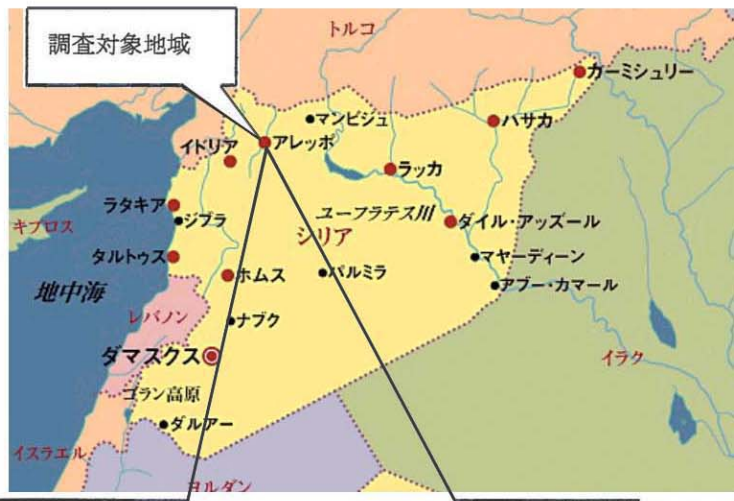 調査対象地域
トルコ
カーミシュリー
マンビジュ
ハサカ
アレッポ
イドリア
ラッカ
ラタキア
ジブラ
キプロス
ユーフラテス川
ダイル・アッズール
シリア
タルトゥス
マヤーディーン
ホムス
パルミラ
アブー・カマール
地中海
レバノン
ナブク
ダマスクス
イラク
ゴラン高原
ダルアー
イスラエル
ヨルダン